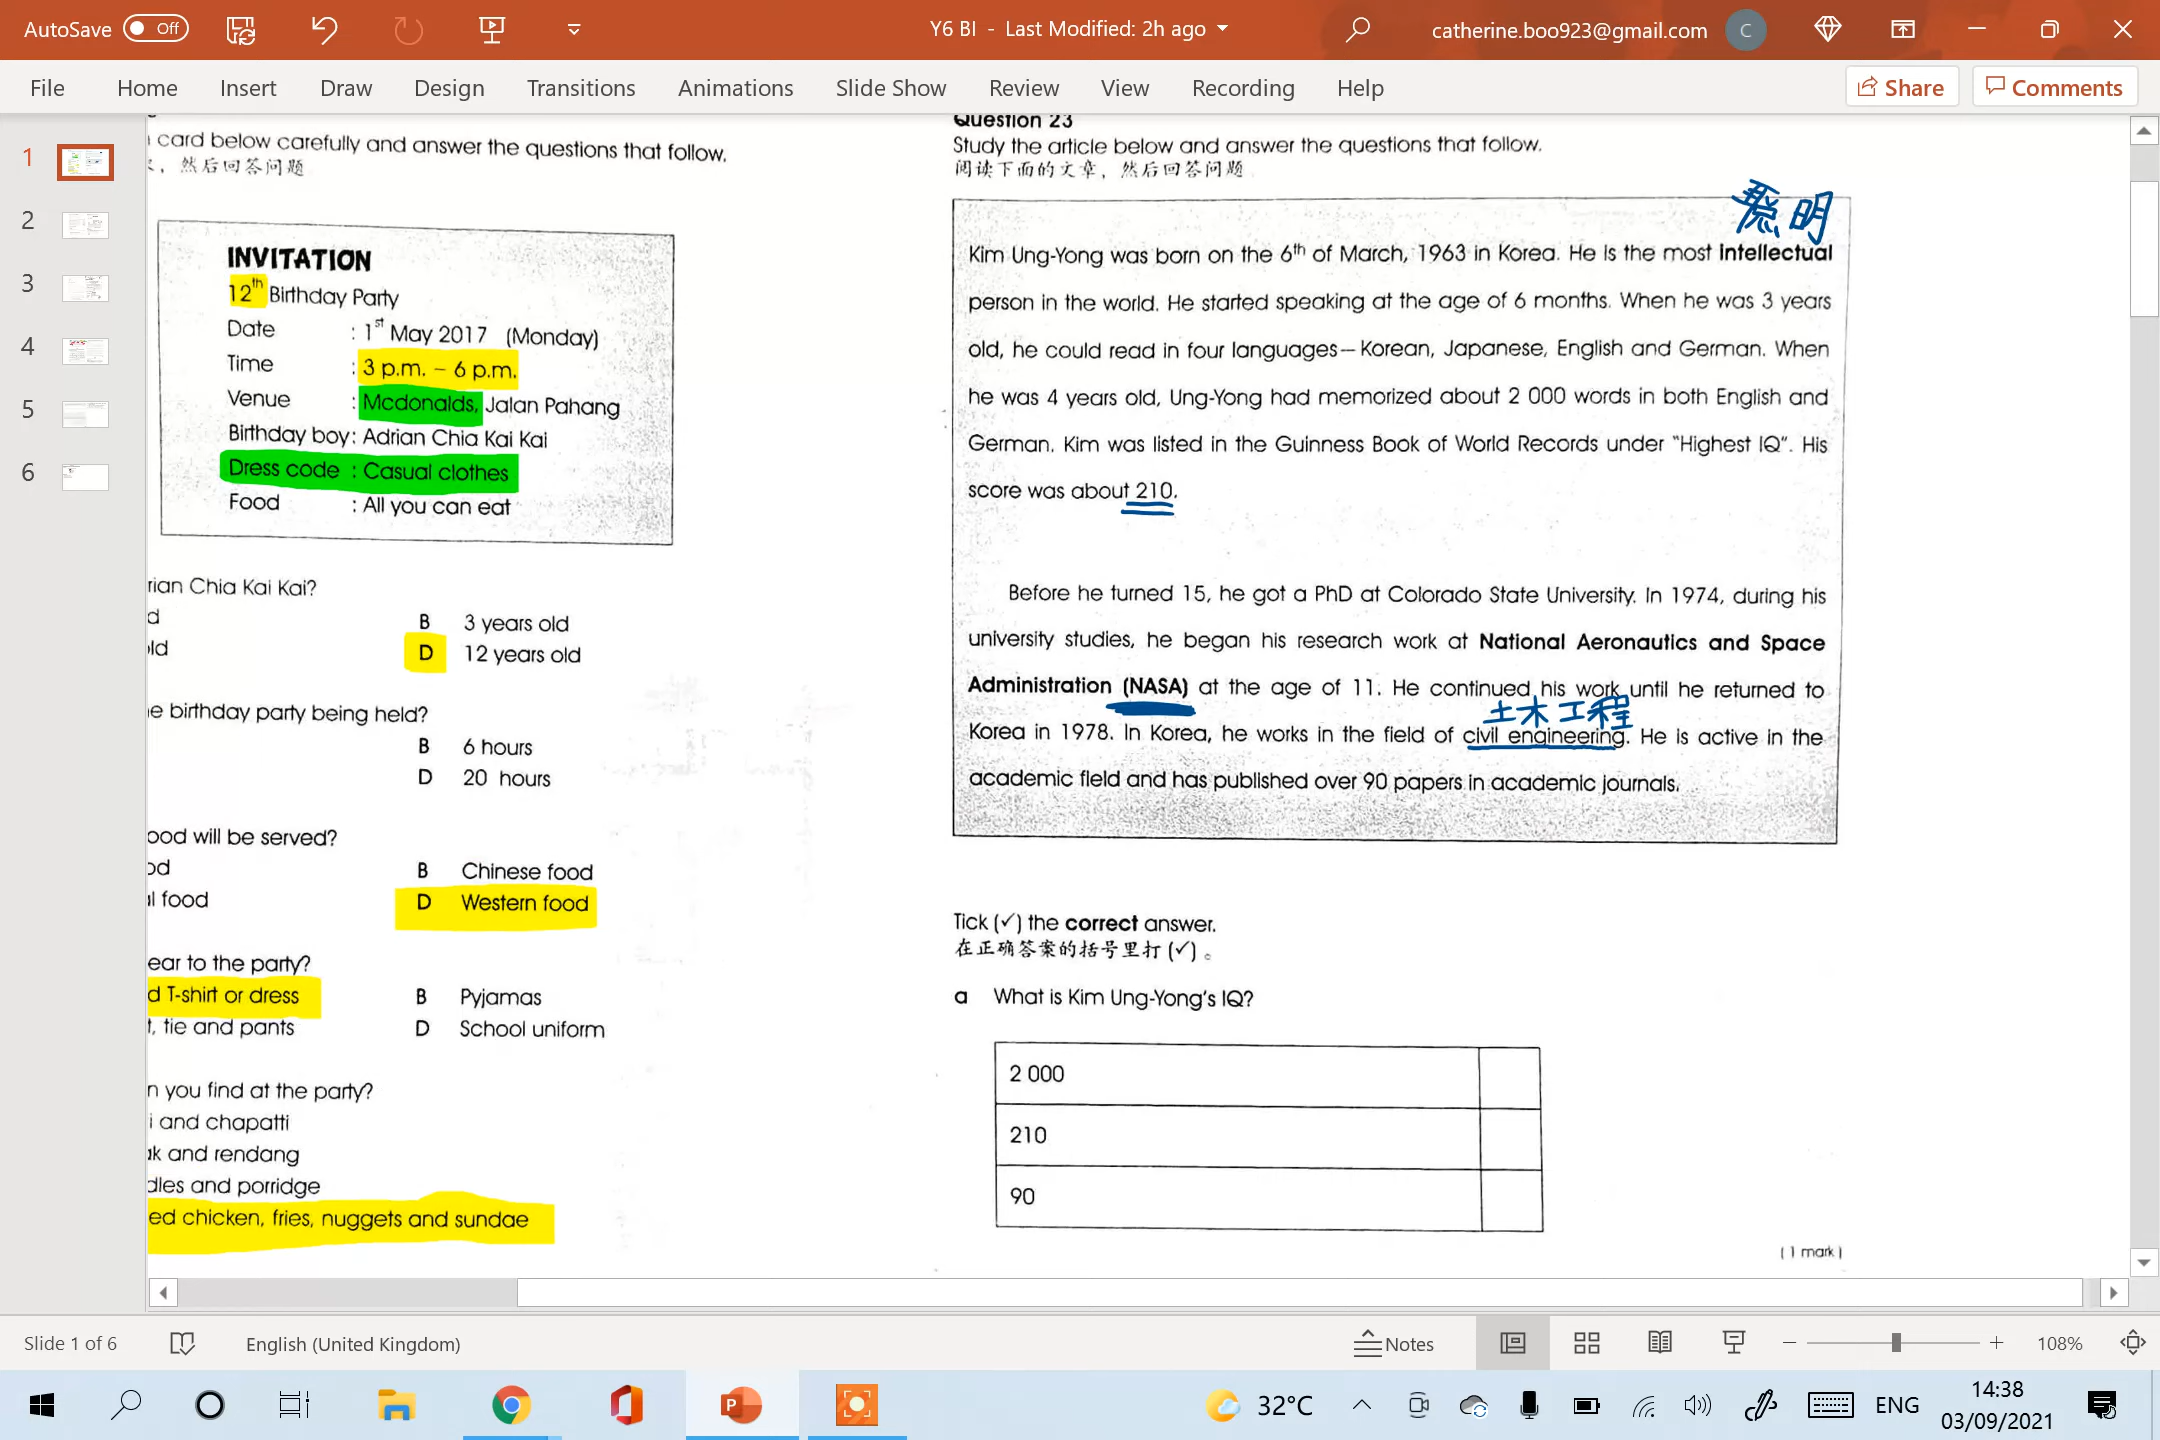 AutoSave Off
Y6 BI - Last Modified: 2h ago
catherine.boo923@gmail.com
C
File Home Insert Draw Design Transitions Animations Slide Show Review View Recording Help
Share Comments
1
2
3
4
5
6
card below carefully and answer the questions that follow.
，然后回答问题
INVITATION
12th Birthday Party
Date : 1st May 2017 (Monday)
Time : 3 p.m. – 6 p.m.
Venue : Mcdonalds, Jalan Pahang
Birthday boy: Adrian Chia Kai Kai
Dress code : Casual clothes
Food : All you can eat
rian Chia Kai Kai?
d B 3 years old
ld D 12 years old
e birthday party being held?
B 6 hours
D 20 hours
ood will be served?
od B Chinese food
l food D Western food
ear to the party?
d T-shirt or dress B Pyjamas
t, tie and pants D School uniform
n you find at the party?
i and chapatti
ak and rendang
dles and porridge
ed chicken, fries, nuggets and sundae
Question 23
Study the article below and answer the questions that follow.
阅读下面的文章，然后回答问题
聪明
Kim Ung-Yong was born on the 6th of March, 1963 in Korea. He is the most intellectual
person in the world. He started speaking at the age of 6 months. When he was 3 years
old, he could read in four languages – Korean, Japanese, English and German. When
he was 4 years old, Ung-Yong had memorized about 2 000 words in both English and
German. Kim was listed in the Guinness Book of World Records under "Highest IQ". His
score was about 210.
Before he turned 15, he got a PhD at Colorado State University. In 1974, during his
university studies, he began his research work at National Aeronautics and Space
Administration (NASA) at the age of 11. He continued his work until he returned to
土木工程
Korea in 1978. In Korea, he works in the field of civil engineering. He is active in the
academic field and has published over 90 papers in academic journals.
Tick (✓) the correct answer.
在正确答案的括号里打 (✓) 。
a What is Kim Ung-Yong's IQ?
2 000
210
90
( 1 mark )
Slide 1 of 6 English (United Kingdom) Notes 108%
32°C ENG 14:38
03/09/2021